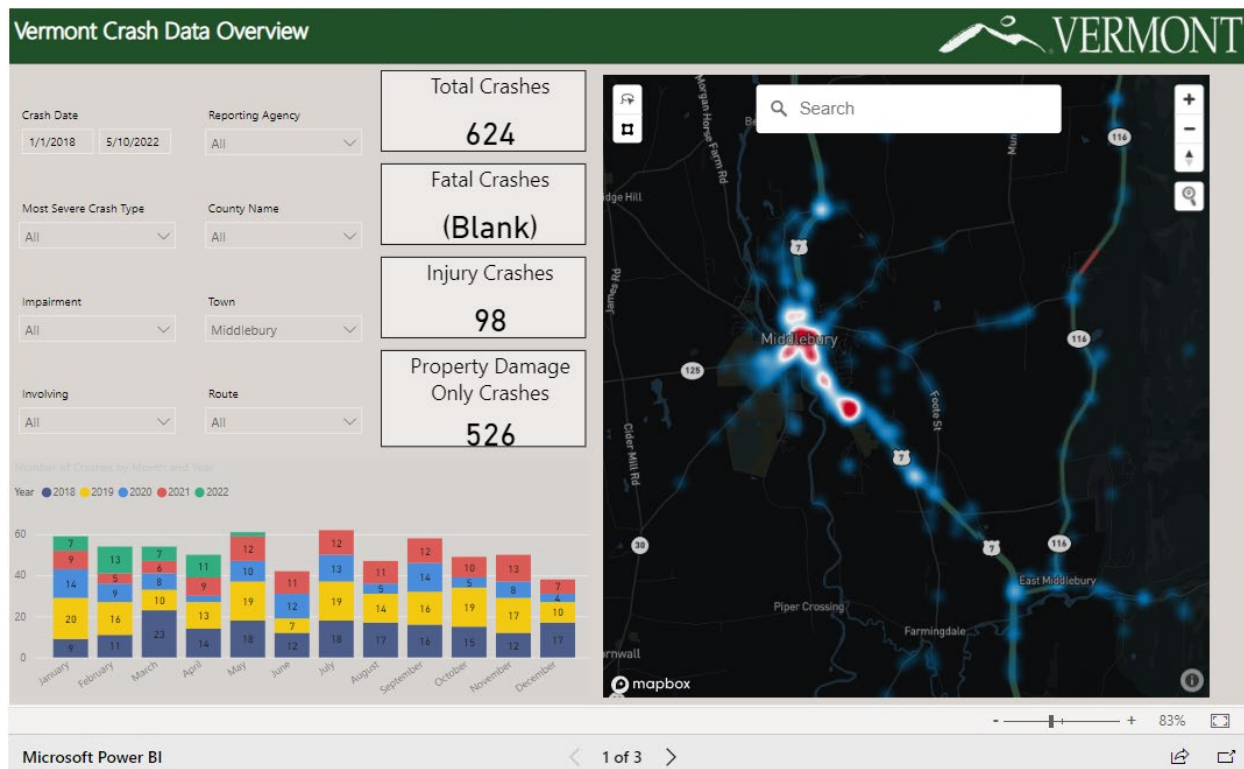 Vermont Crash Data Overview
VERMONT
Crash Date
1/1/2018 5/10/2022
Reporting Agency
All
Most Severe Crash Type
All
County Name
All
Impairment
All
Town
Middlebury
Involving
All
Route
All
Total Crashes
624
Fatal Crashes
(Blank)
Injury Crashes
98
Property Damage
Only Crashes
526
Number of Crashes by Month and Year
Year 2018 2019 2020 2021 2022
60
40
20
0
7 9 14 20 9
13 5 9 16 11
7 6 8 10 23
11 9 13 14
12 10 19 18
11 12 7 12
12 13 19 18
11 5 14 17
12 14 16 16
10 5 19 15
13 8 17 12
7 4 10 17
January February March April May June July August September October November December
Search
Morgan Horse Farm Rd
idge Hill
James Rd
116
7
Middlebury
125
116
Foote St
Cider Mill Rd
7
30
7
116
East Middlebury
Piper Crossing
Farmingdale
ornwall
mapbox
- + 83%
Microsoft Power BI
1 of 3